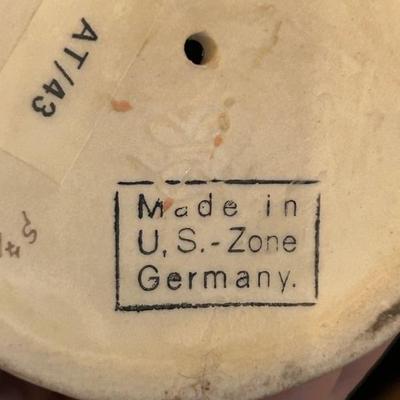 AT/43
Made in
U.S.-Zone
Germany.